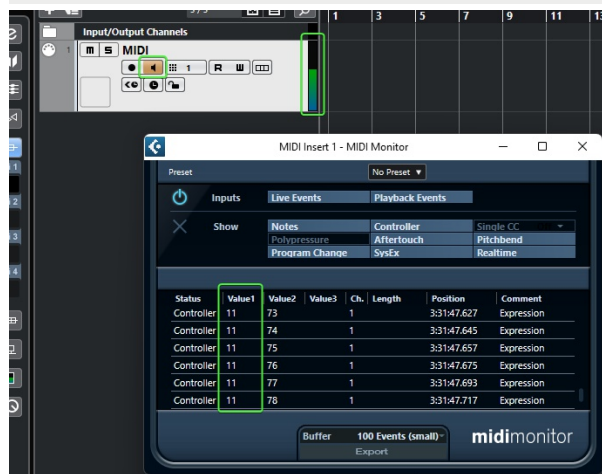 1 3 5 7 9 11
Input/Output Channels
1 m S MIDI
1 R W
MIDI Insert 1 - MIDI Monitor
Preset No Preset
Inputs Live Events Playback Events
Show Notes Controller Single CC
Polypressure Aftertouch Pitchbend
Program Change SysEx Realtime
Status Value1 Value2 Value3 Ch. Length Position Comment
Controller 11 73 1 3:31:47.627 Expression
Controller 11 74 1 3:31:47.645 Expression
Controller 11 75 1 3:31:47.657 Expression
Controller 11 76 1 3:31:47.675 Expression
Controller 11 77 1 3:31:47.693 Expression
Controller 11 78 1 3:31:47.717 Expression
Buffer 100 Events (small)
Export
midimonitor
1
2
3
4